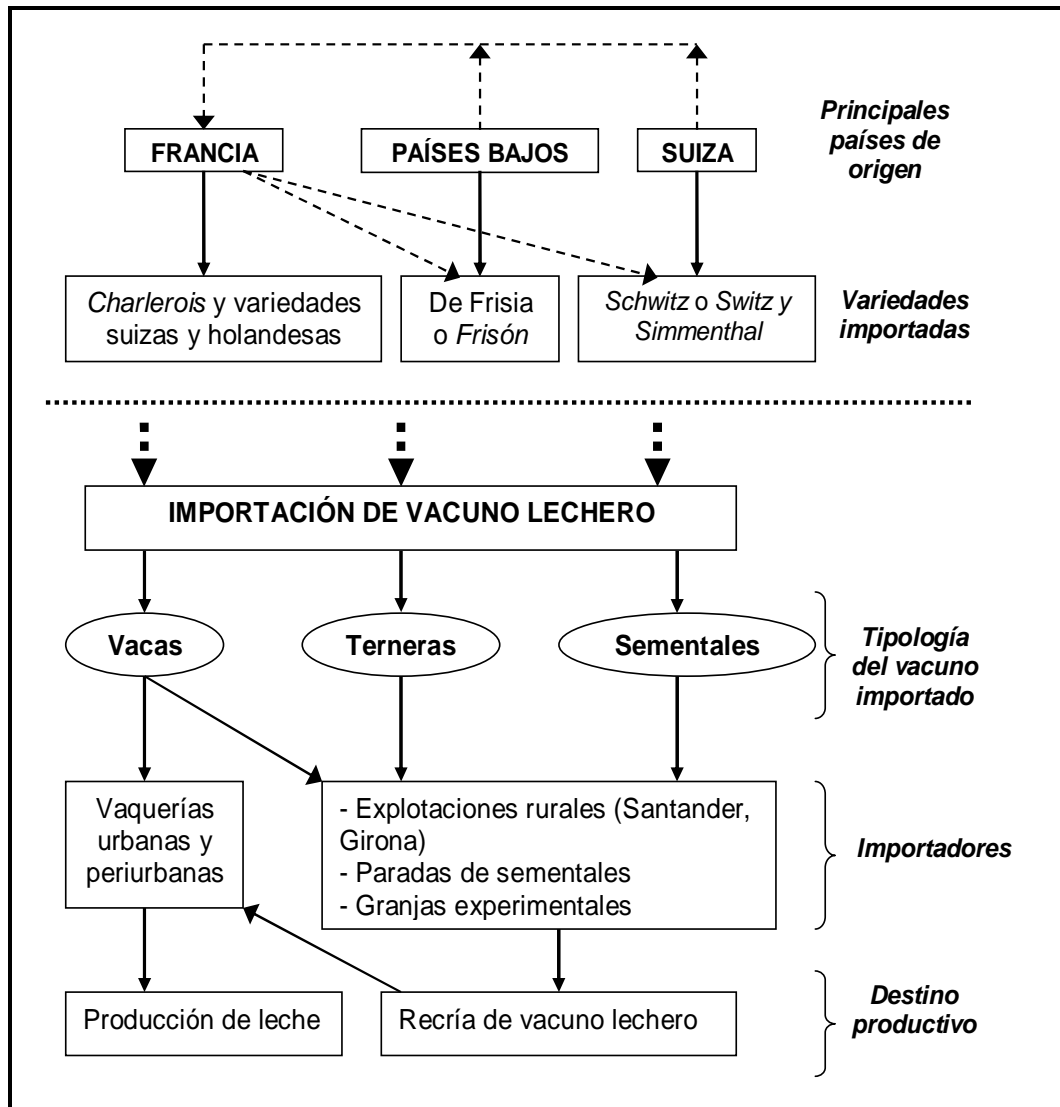 Principales
países de
origen
FRANCIA
PAÍSES BAJOS
SUIZA
Charlerois y variedades
suizas y holandesas
De Frisia
o Frisón
Schwitz o Switz y
Simmenthal
Variedades
importadas
IMPORTACIÓN DE VACUNO LECHERO
Vacas
Terneras
Sementales
Tipología
del vacuno
importado
Vaquerías
urbanas y
periurbanas
- Explotaciones rurales (Santander,
Girona)
- Paradas de sementales
- Granjas experimentales
Importadores
Producción de leche
Recría de vacuno lechero
Destino
productivo